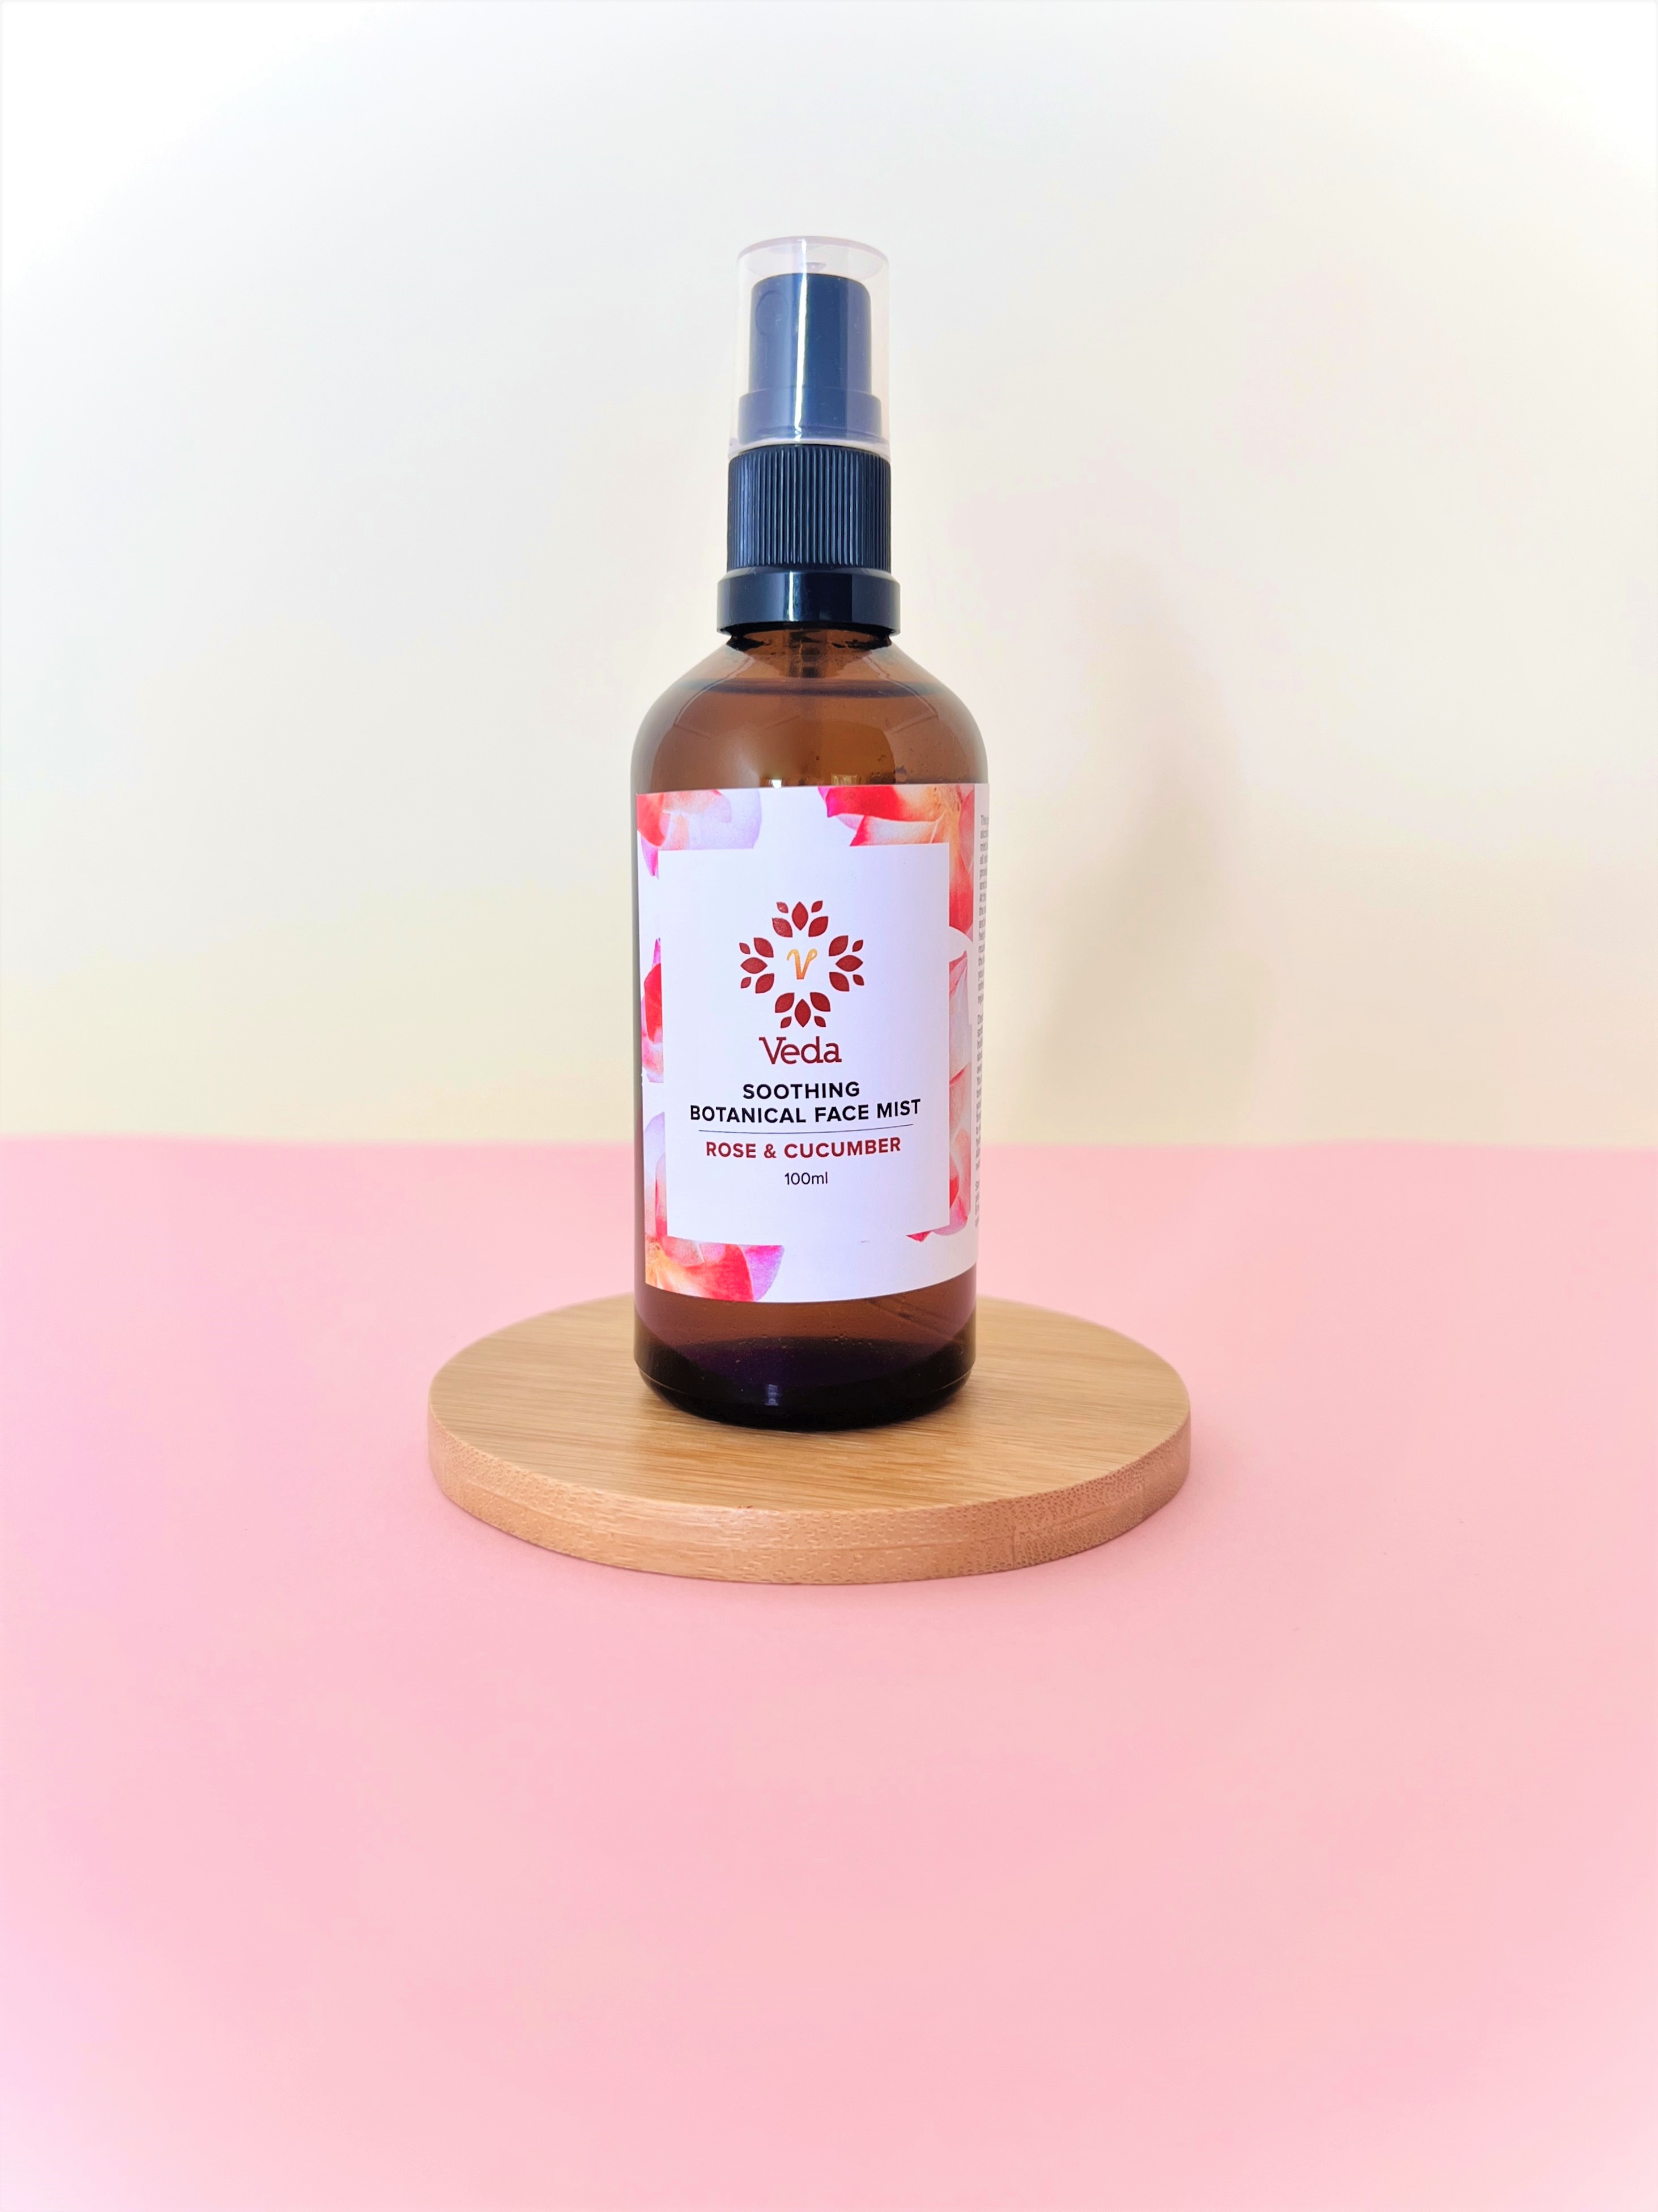 V
Veda
SOOTHING
BOTANICAL FACE MIST
ROSE & CUCUMBER
100ml